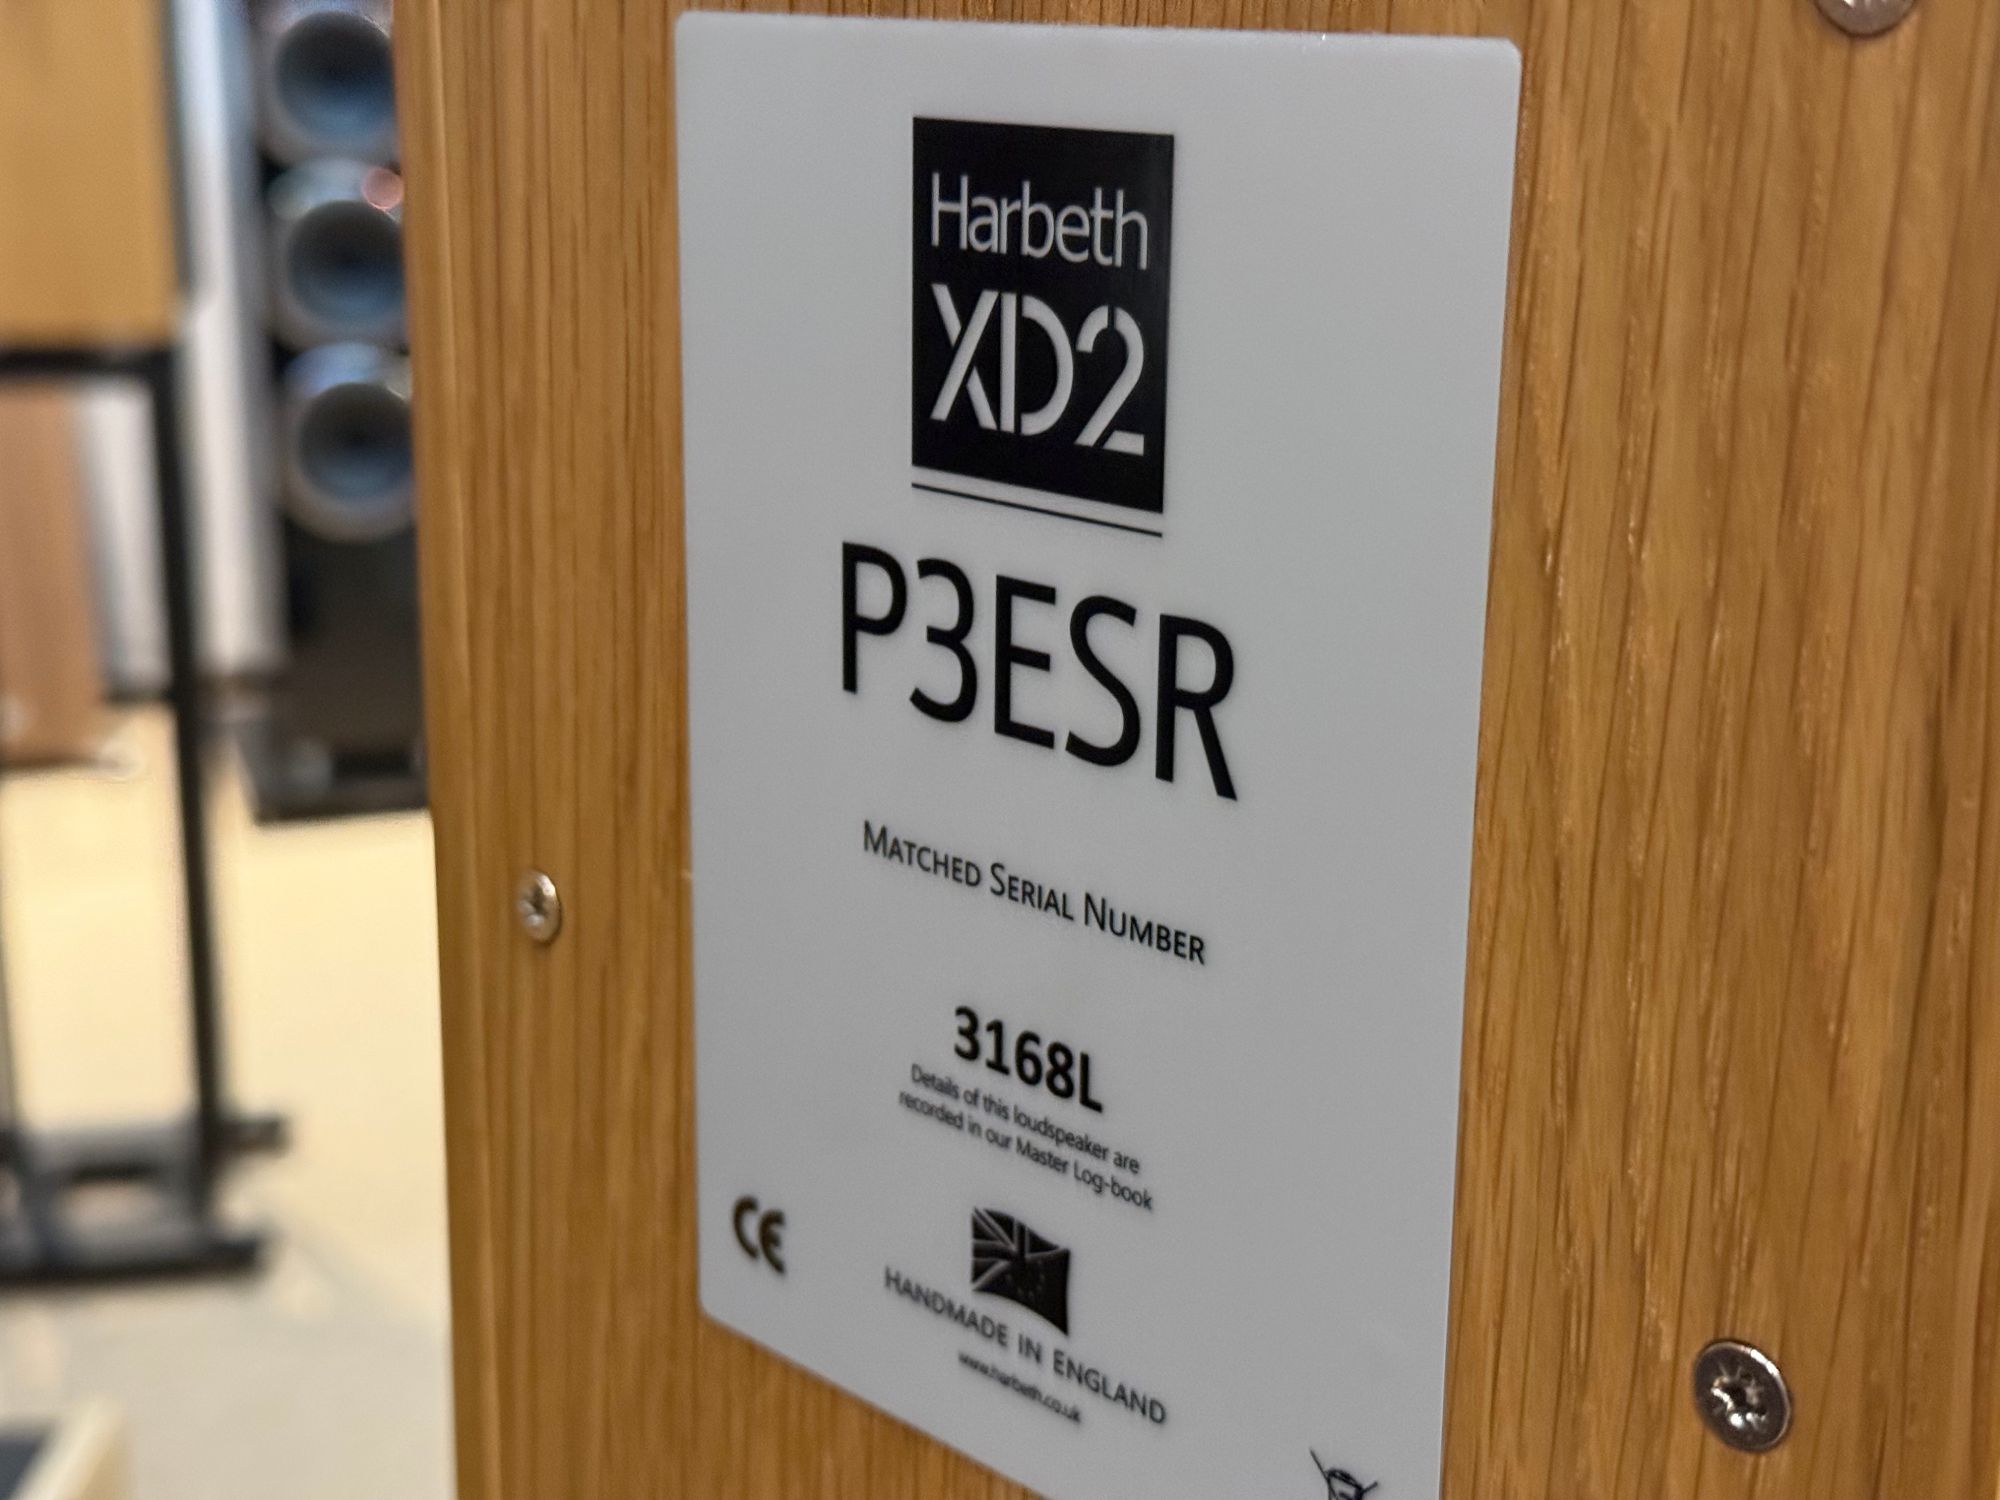 Harbeth
XD2
P3ESR
Matched Serial Number
3168L
Details of this loudspeaker are
recorded in our Master Log-book
CE
Handmade in England
www.harbeth.co.uk